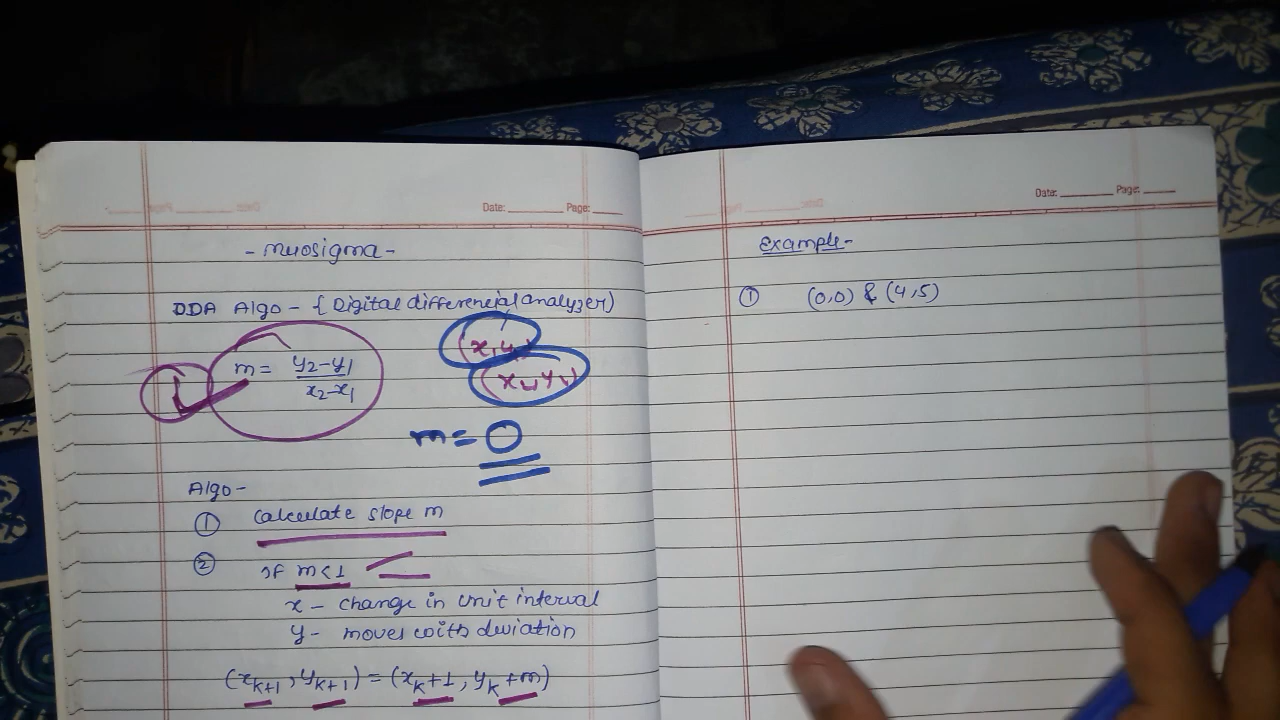 Date: Page:
- muosigma -
DDA Algo - { Digital differencial analyzer)
m = y2-y1
x2-x1
m = 0
Algo -
① Calculate slope m
② if m<1
x - change in unit interval
y - moves with dviation
(xk+1, yk+1) = (xk+1, yk+m)
Date: Page:
Example-
① (0,0) & (4,5)